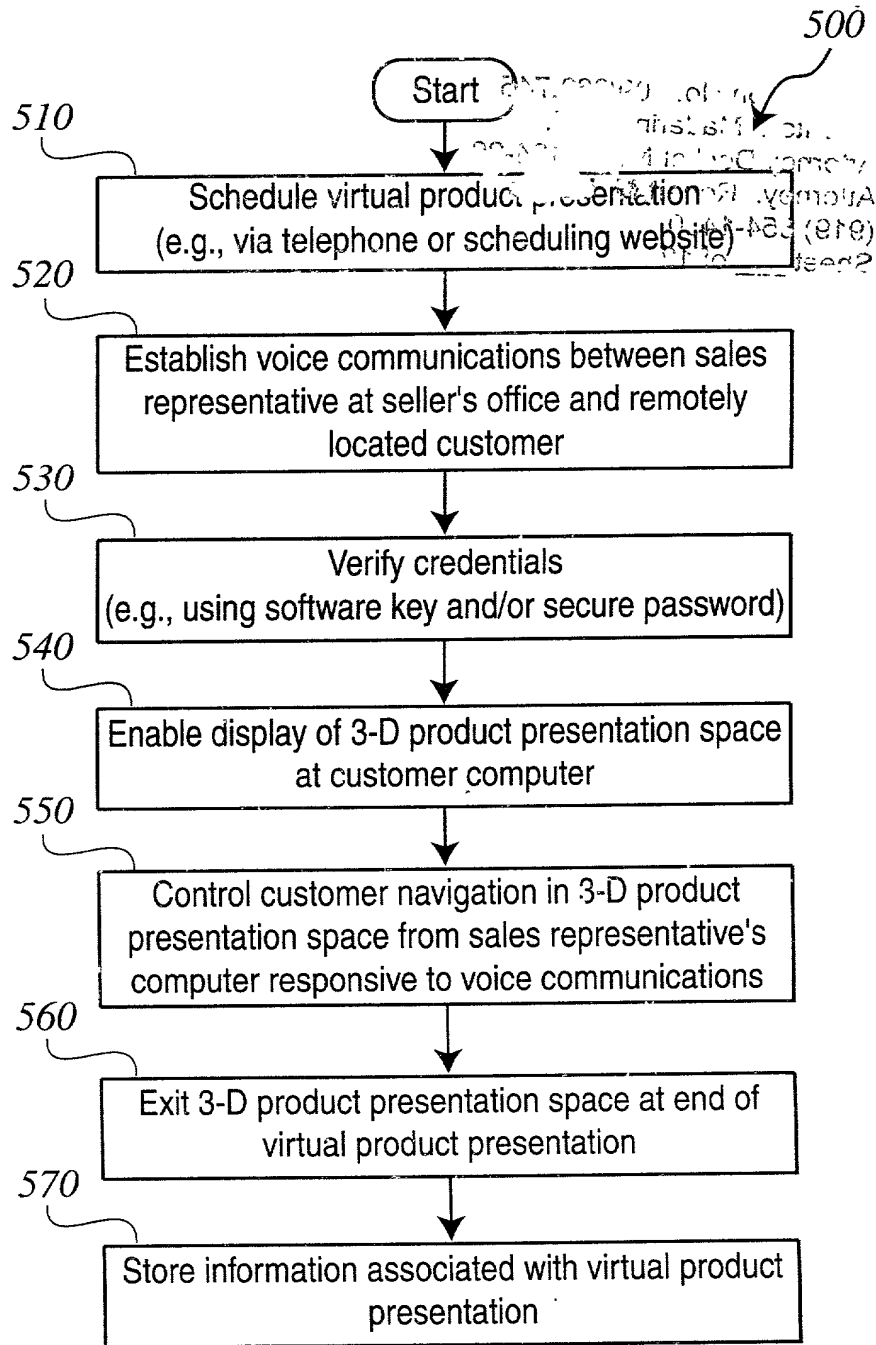 500
Start
510
Schedule virtual product presentation
(e.g., via telephone or scheduling website)
520
Establish voice communications between sales
representative at seller's office and remotely
located customer
530
Verify credentials
(e.g., using software key and/or secure password)
540
Enable display of 3-D product presentation space
at customer computer
550
Control customer navigation in 3-D product
presentation space from sales representative's
computer responsive to voice communications
560
Exit 3-D product presentation space at end of
virtual product presentation
570
Store information associated with virtual product
presentation
Attorney
(919)
Sheet